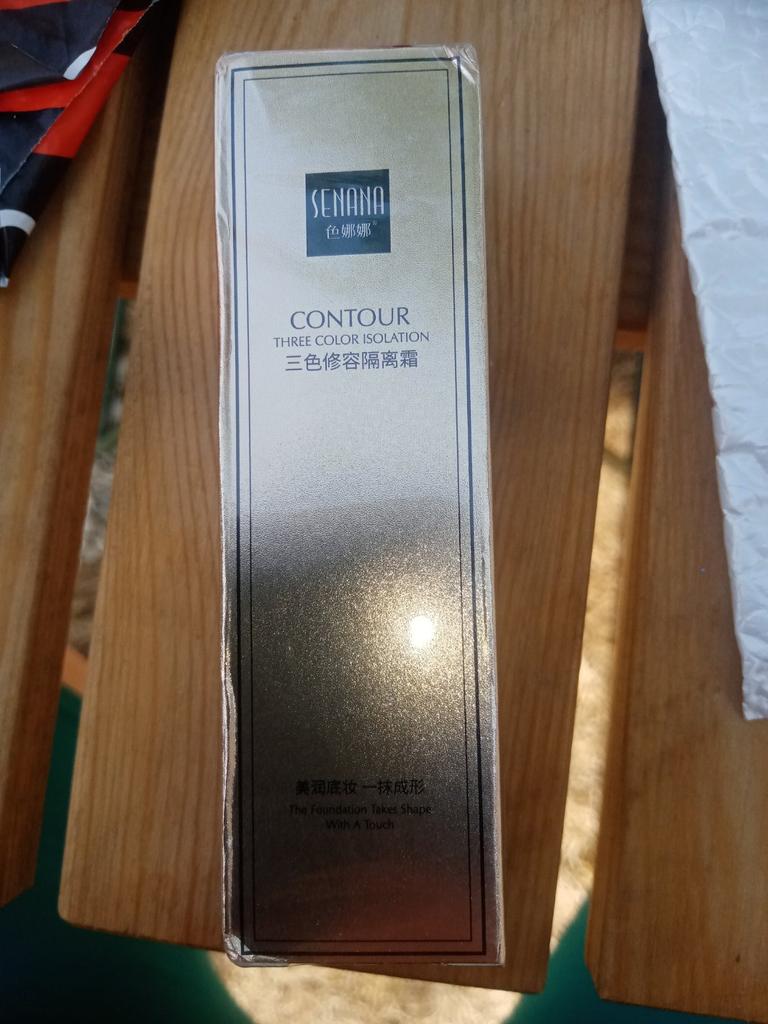 SENANA
色娜娜
CONTOUR
THREE COLOR ISOLATION
三色修容隔离霜
美润底妆 一抹成形
The Foundation Takes Shape
With A Touch